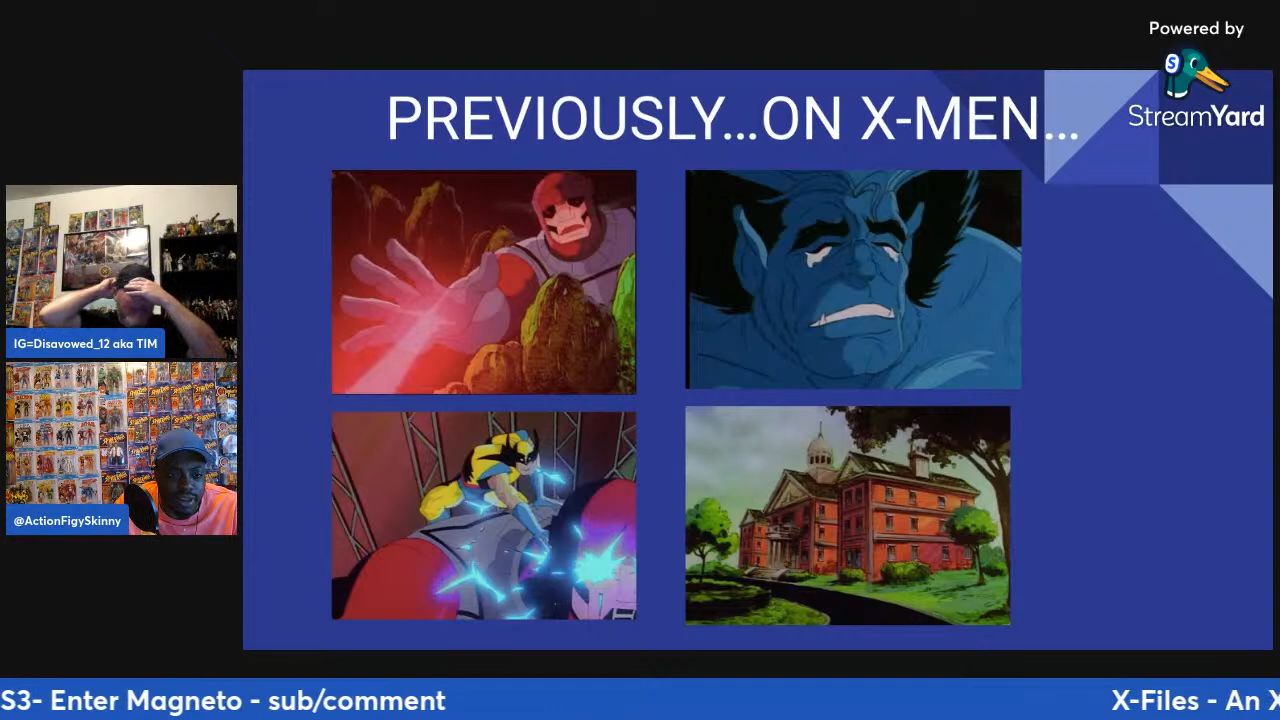 Powered by
StreamYard
PREVIOUSLY...ON X-MEN...
IG=Disavowed_12 aka TIM
@ActionFigySkinny
S3- Enter Magneto - sub/comment
X-Files - An X